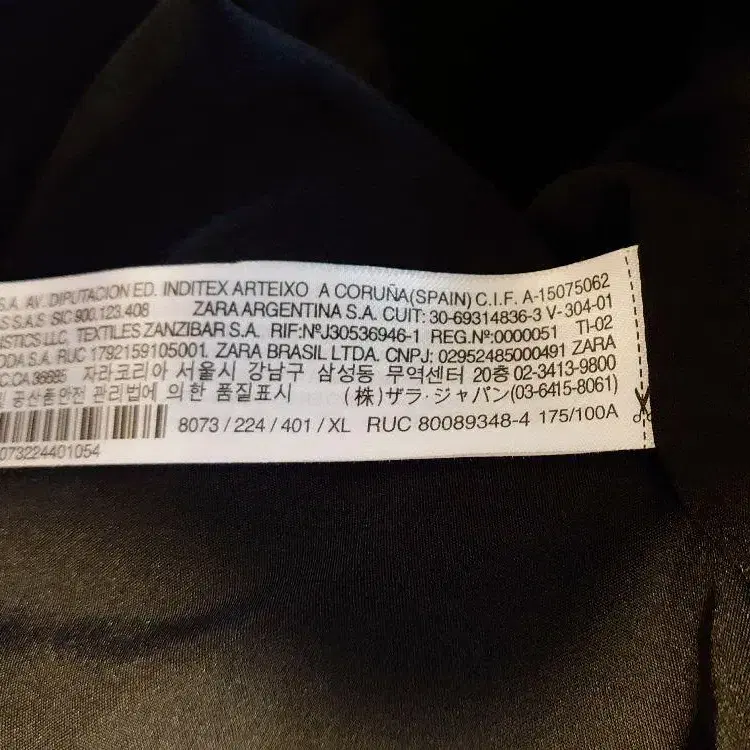 S.A. AV. DIPUTACION ED. INDITEX ARTEIXO A CORUÑA(SPAIN) C.I.F. A-15075062
S.A.S. SIC 900.123.408 ZARA ARGENTINA S.A. CUIT: 30-69314836-3 V-304-01
ISTICS LLC, TEXTILES ZANZIBAR S.A. RIF:NºJ30536946-1 REG.Nº:0000051 TI-02
ODA S.A. RUC 1792159105001. ZARA BRASIL LTDA. CNPJ: 02952485000491 ZARA
C:CA 36685 자라코리아 서울시 강남구 삼성동 무역센터 20층 02-3413-9800
및 공산품안전 관리법에 의한 품질표시 (株)ザラ・ジャパン(03-6415-8061)
8073 / 224 / 401 / XL RUC 80089348-4 175/100A
073224401054